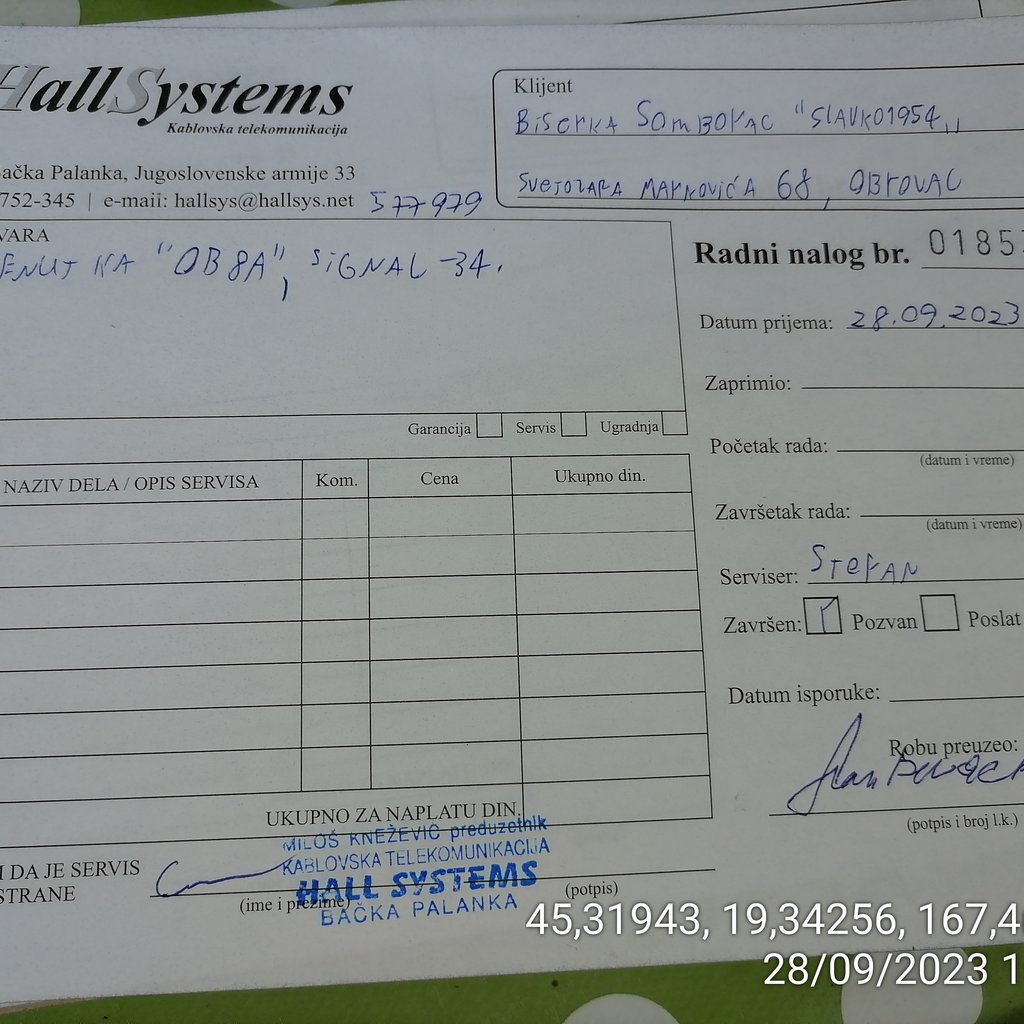 HallSystems
Kablovska telekomunikacija
Bačka Palanka, Jugoslovenske armije 33
752-345 | e-maii: hallsys@hallsys.net 577979
Klijent
BiserKA SOMBORAC "SLAVKO1954"
SVETOZARA MARKOVIĆA 68, OBROVAC
VARA
ENUT NA "OB8A", SIGNAL -34.
Garancija Servis Ugradnja
Radni nalog br. 0185
Datum prijema: 28.09.2023
Zaprimio:
Početak rada:
(datum i vreme)
Završetak rada:
(datum i vreme)
Serviser: STEFAN
Završen: Pozvan Poslat
Datum isporuke:
Robu preuzeo:
(potpis i broj l.k.)
NAZIV DELA / OPIS SERVISA Kom. Cena Ukupno din.
UKUPNO ZA NAPLATU DIN.
MILOŠ KNEŽEVIĆ preduzetnik
KABLOVSKA TELEKOMUNIKACIJA
HALL SYSTEMS
BAČKA PALANKA
I DA JE SERVIS
STRANE
(ime i prezime) (potpis)
45,31943, 19,34256, 167,4
28/09/2023 1